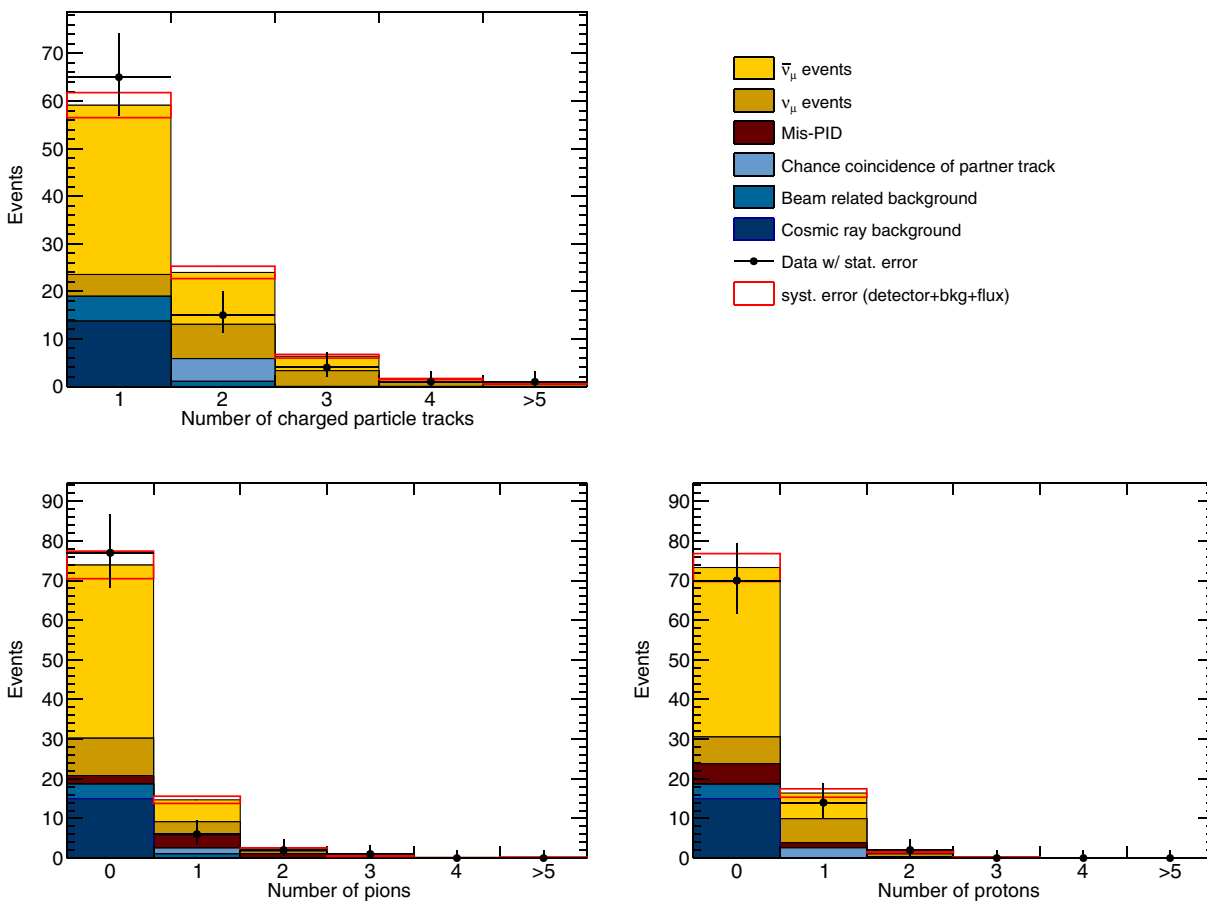 70
60
50
40
30
20
10
0
Events
1 2 3 4 >5
Number of charged particle tracks
ν̅μ events
νμ events
Mis-PID
Chance coincidence of partner track
Beam related background
Cosmic ray background
Data w/ stat. error
syst. error (detector+bkg+flux)
90
80
70
60
50
40
30
20
10
0
Events
0 1 2 3 4 >5
Number of pions
90
80
70
60
50
40
30
20
10
0
Events
0 1 2 3 4 >5
Number of protons